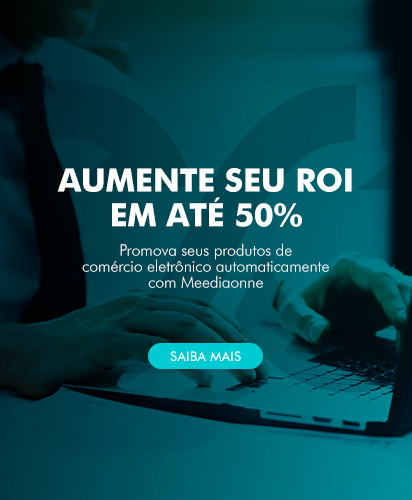 AUMENTE SEU ROI
EM ATÉ 50%
Promova seus produtos de
comércio eletrônico automaticamente
com Meediaonne
SAIBA MAIS